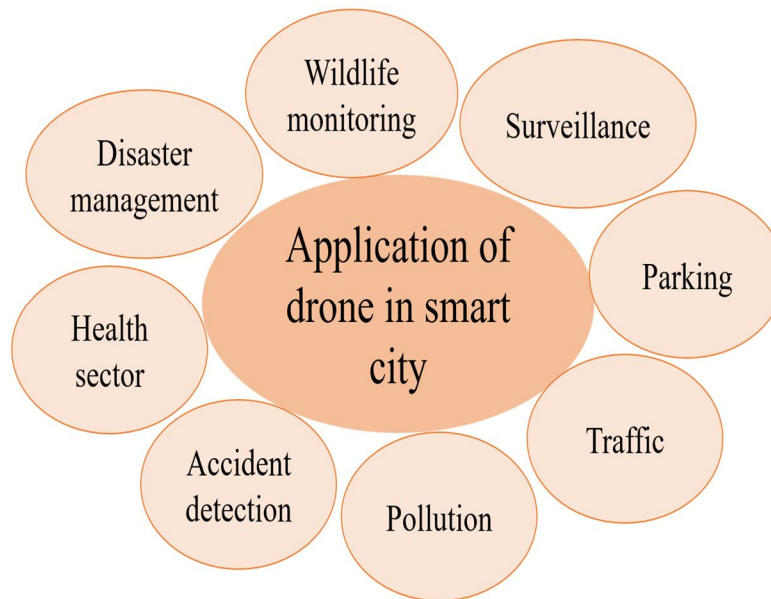 Wildlife
monitoring
Surveillance
Disaster
management
Application of
drone in smart
city
Parking
Health
sector
Traffic
Accident
detection
Pollution